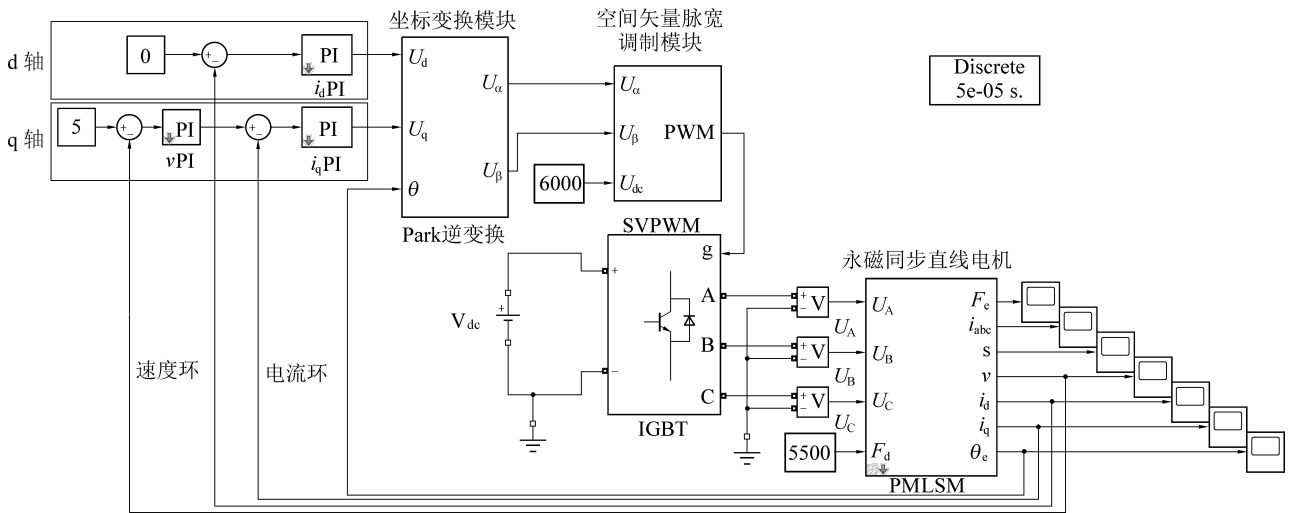 坐标变换模块
空间矢量脉宽
调制模块
d 轴
0
+
−
PI
i_dPI
U_d
U_α
U_α
Discrete
5e-05 s.
q 轴
5
+
−
PI
vPI
+
−
PI
i_qPI
U_q
U_β
U_β
PWM
θ
6000
U_dc
Park逆变换
SVPWM
g
永磁同步直线电机
V_dc
+
+
−
A
B
C
IGBT
+
−
V
U_A
+
−
V
U_B
+
−
V
U_C
5500
U_A
U_B
U_C
F_d
F_e
i_abc
s
v
i_d
i_q
θ_e
PMLSM
速度环
电流环